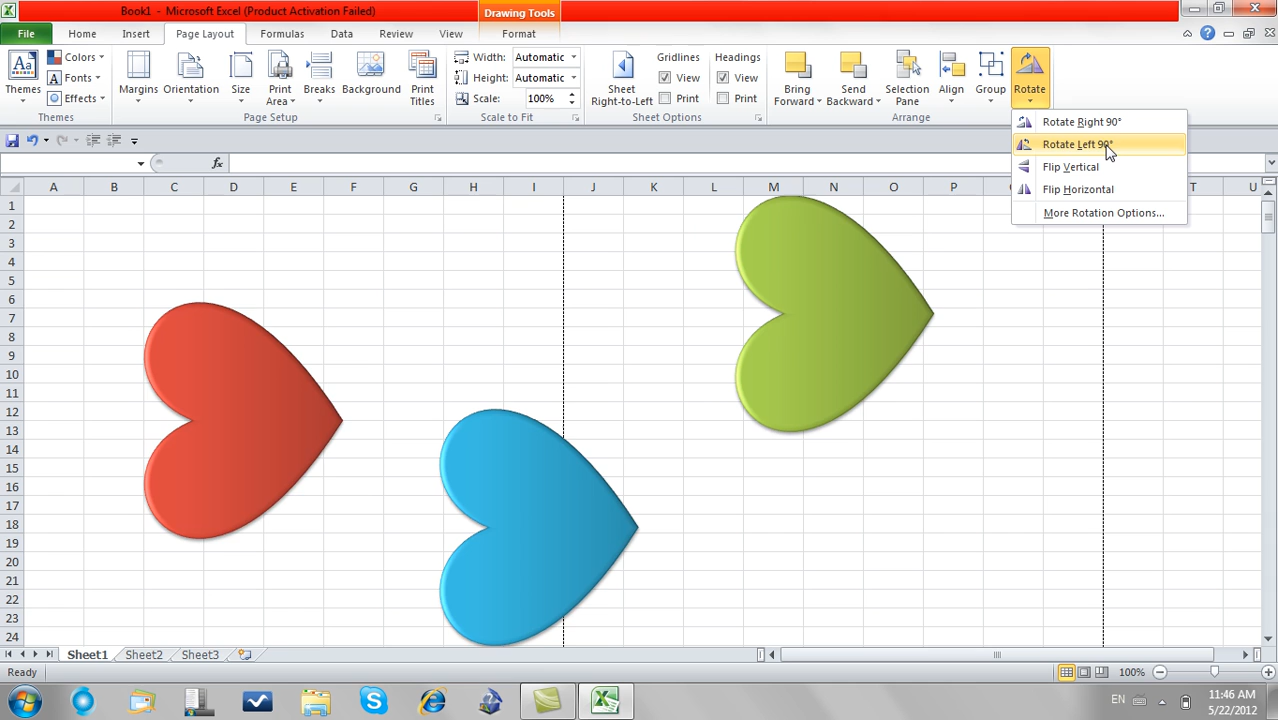 Book1 - Microsoft Excel (Product Activation Failed)
Drawing Tools
File Home Insert Page Layout Formulas Data Review View Format
Themes
Colors
Fonts
Effects
Themes
Margins Orientation Size Print Area Breaks Background Print Titles
Page Setup
Width: Automatic
Height: Automatic
Scale: 100%
Scale to Fit
Gridlines Headings
Sheet Right-to-Left
View View
Print Print
Sheet Options
Bring Forward Send Backward Selection Pane Align Group Rotate
Arrange
Rotate Right 90°
Rotate Left 90°
Flip Vertical
Flip Horizontal
More Rotation Options...
fx
A B C D E F G H I J K L M N O P T U
1
2
3
4
5
6
7
8
9
10
11
12
13
14
15
16
17
18
19
20
21
22
23
24
Sheet1 Sheet2 Sheet3
Ready 100%
EN 11:46 AM
5/22/2012